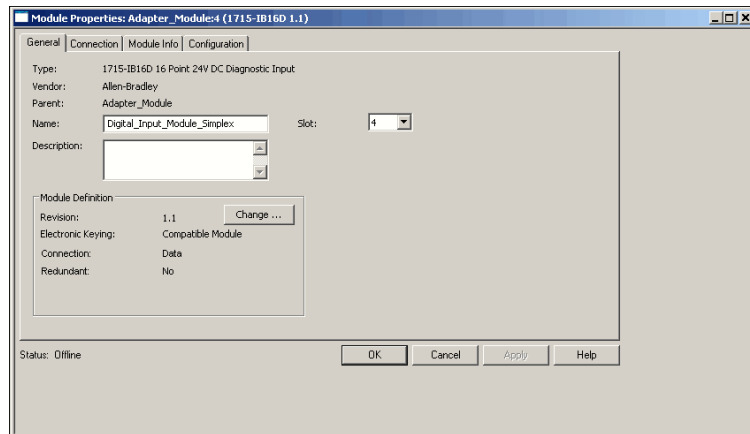 Module Properties: Adapter_Module:4 (1715-IB16D 1.1)
General Connection Module Info Configuration
Type: 1715-IB16D 16 Point 24V DC Diagnostic Input
Vendor: Allen-Bradley
Parent: Adapter_Module
Name: Digital_Input_Module_Simplex Slot: 4
Description:
Module Definition
Revision: 1.1 Change ...
Electronic Keying: Compatible Module
Connection: Data
Redundant: No
Status: Offline OK Cancel Apply Help